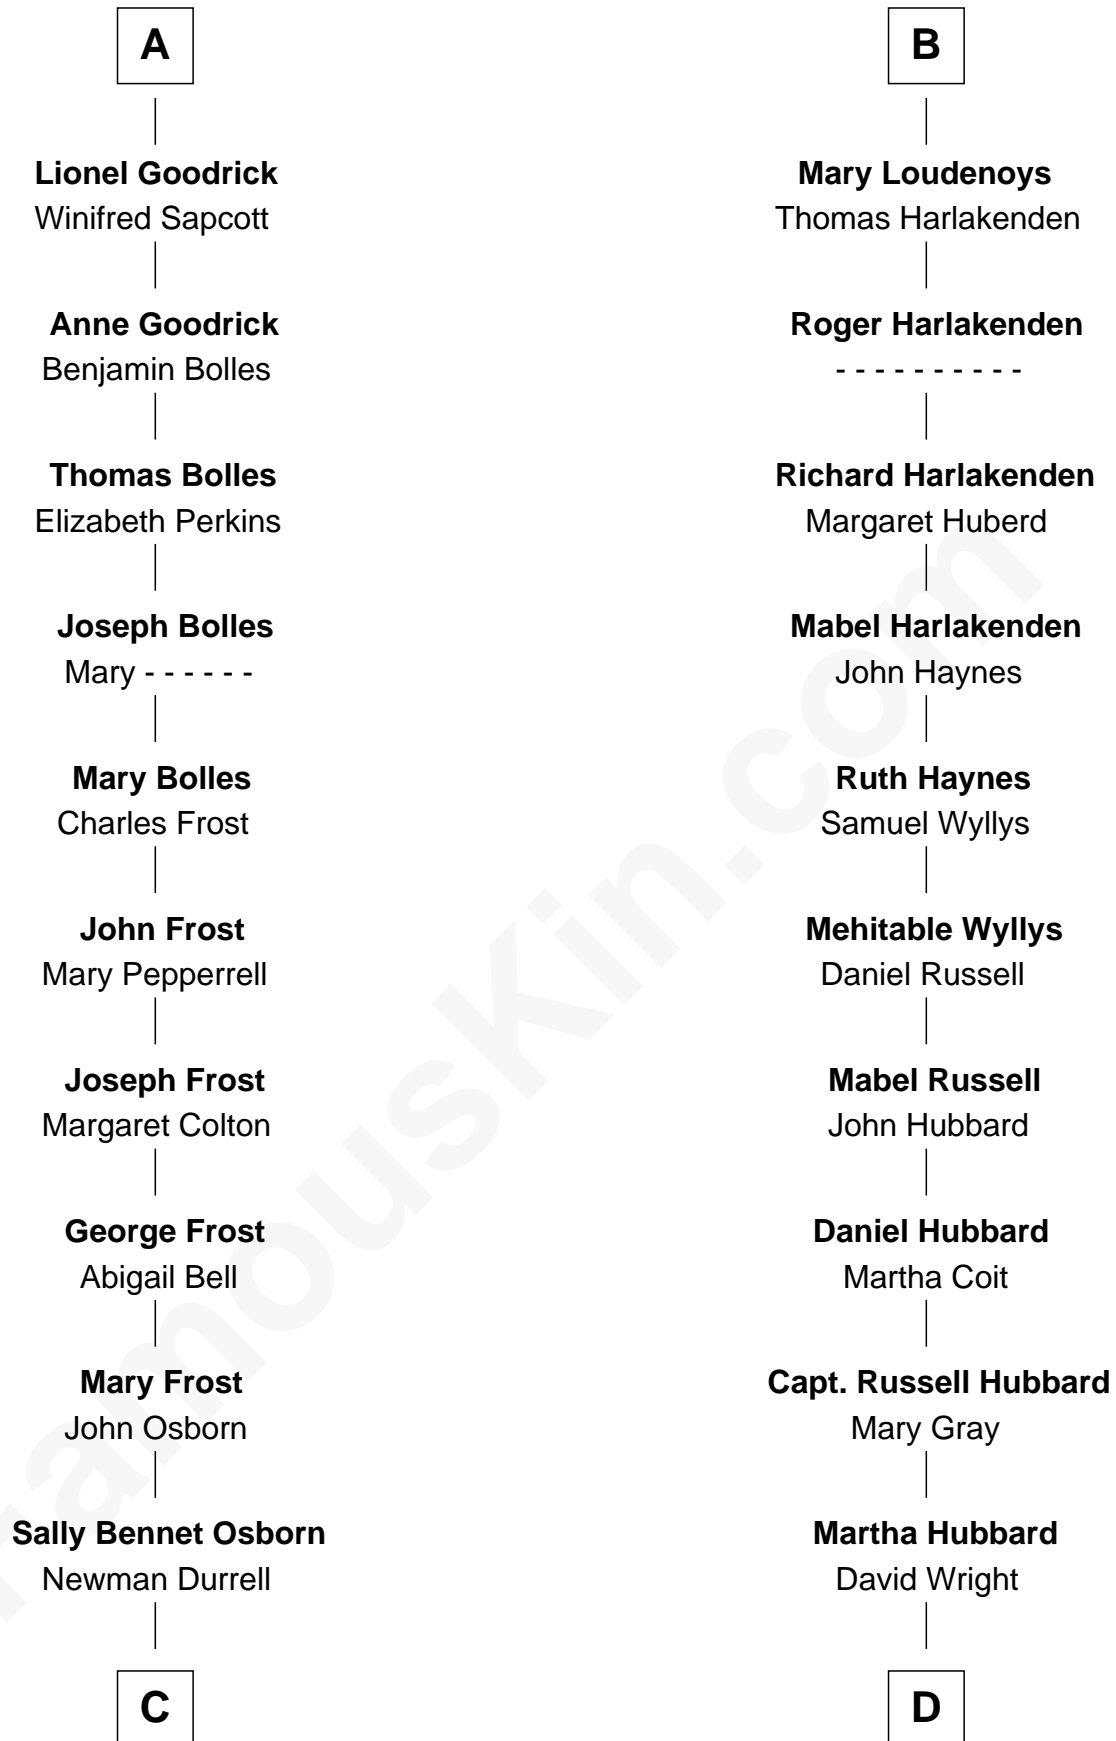 A
Lionel Goodrick
Winifred Sapcott
Anne Goodrick
Benjamin Bolles
Thomas Bolles
Elizabeth Perkins
Joseph Bolles
Mary - - - - - -
Mary Bolles
Charles Frost
John Frost
Mary Pepperrell
Joseph Frost
Margaret Colton
George Frost
Abigail Bell
Mary Frost
John Osborn
Sally Bennet Osborn
Newman Durrell
C
B
Mary Loudenoys
Thomas Harlakenden
Roger Harlakenden
- - - - - - - - - -
Richard Harlakenden
Margaret Huberd
Mabel Harlakenden
John Haynes
Ruth Haynes
Samuel Wyllys
Mehitable Wyllys
Daniel Russell
Mabel Russell
John Hubbard
Daniel Hubbard
Martha Coit
Capt. Russell Hubbard
Mary Gray
Martha Hubbard
David Wright
D
FamousKin.com